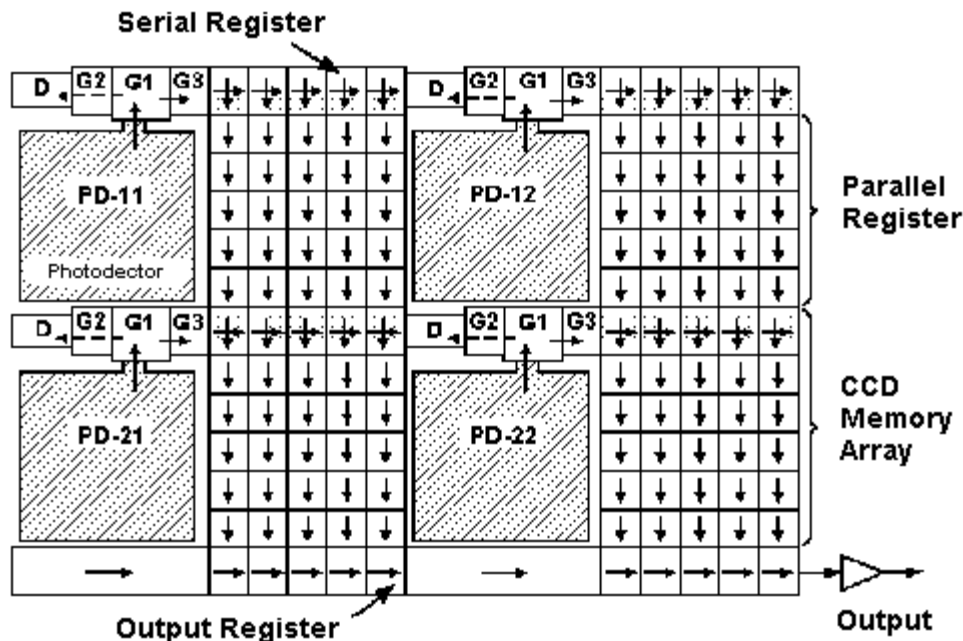 Serial Register
D G2 G1 G3 D G2 G1 G3
PD-11 PD-12
Photodector
Parallel
Register
D G2 G1 G3 D G2 G1 G3
PD-21 PD-22
CCD
Memory
Array
Output Register
Output